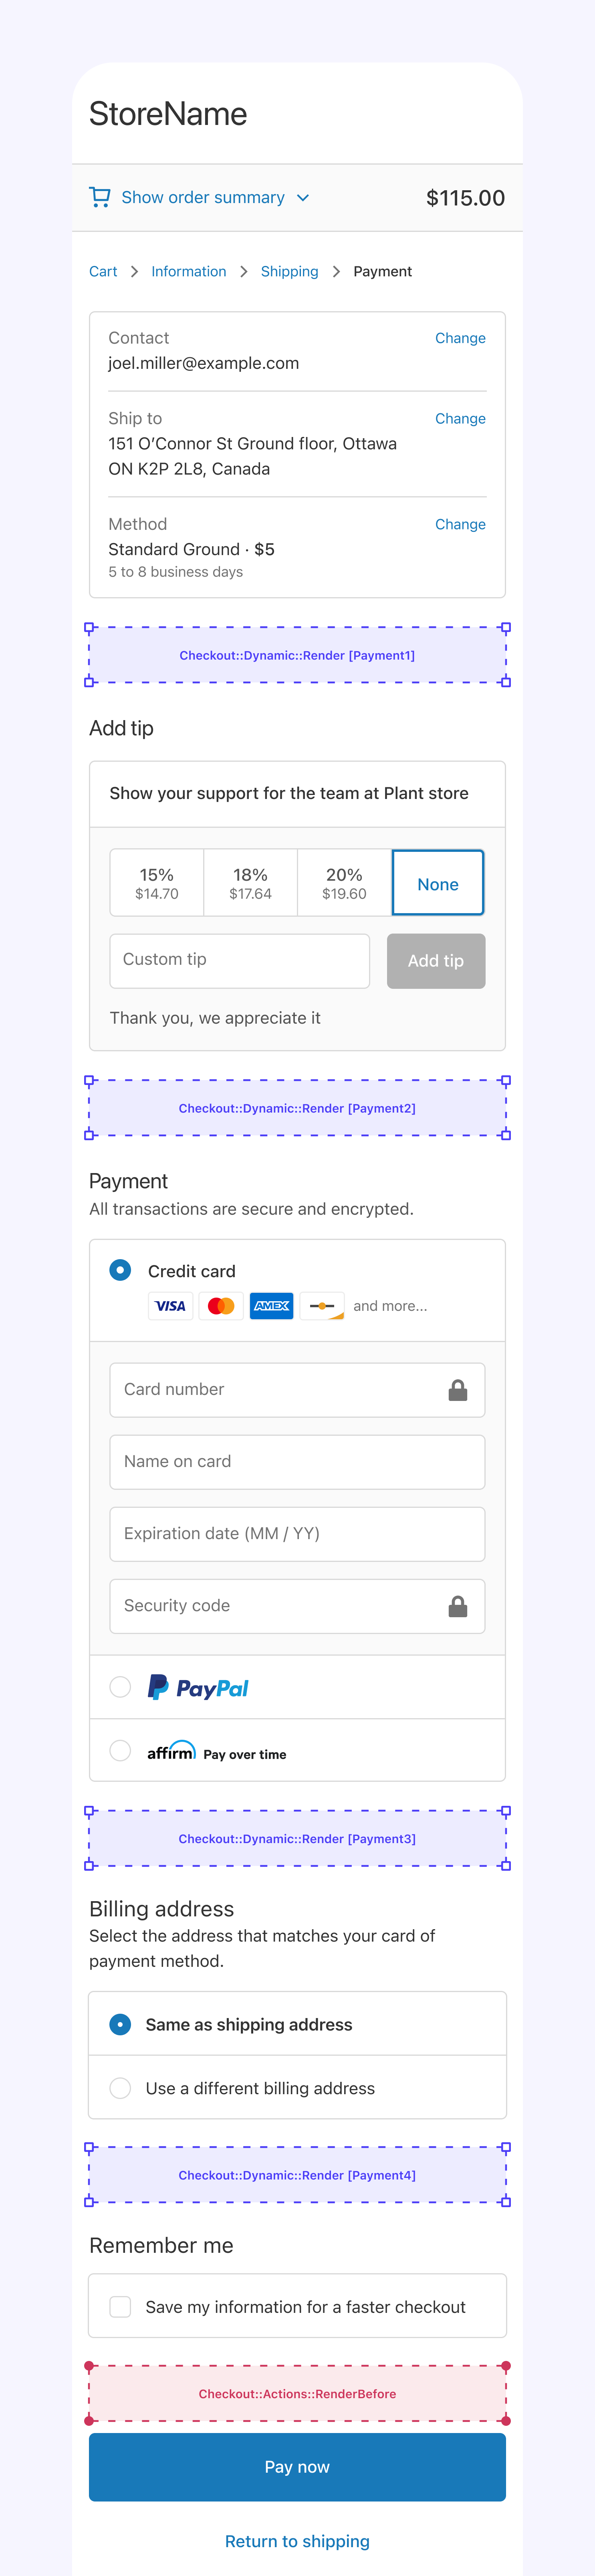 StoreName
Show order summary $115.00
Cart > Information > Shipping > Payment
Contact Change
joel.miller@example.com
Ship to Change
151 O’Connor St Ground floor, Ottawa
ON K2P 2L8, Canada
Method Change
Standard Ground · $5
5 to 8 business days
Checkout::Dynamic::Render [Payment1]
Add tip
Show your support for the team at Plant store
15% 18% 20% None
$14.70 $17.64 $19.60
Custom tip Add tip
Thank you, we appreciate it
Checkout::Dynamic::Render [Payment2]
Payment
All transactions are secure and encrypted.
Credit card
VISA AMEX and more...
Card number
Name on card
Expiration date (MM / YY)
Security code
PayPal
affirm Pay over time
Checkout::Dynamic::Render [Payment3]
Billing address
Select the address that matches your card of
payment method.
Same as shipping address
Use a different billing address
Checkout::Dynamic::Render [Payment4]
Remember me
Save my information for a faster checkout
Checkout::Actions::RenderBefore
Pay now
Return to shipping